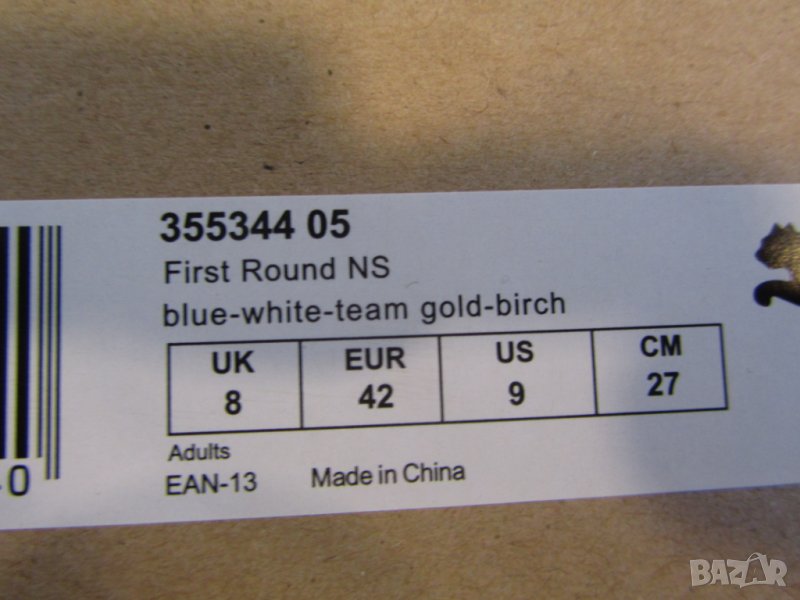 355344 05
First Round NS
blue-white-team gold-birch
UK EUR US CM
8 42 9 27
Adults
EAN-13 Made in China
0
BAZAR